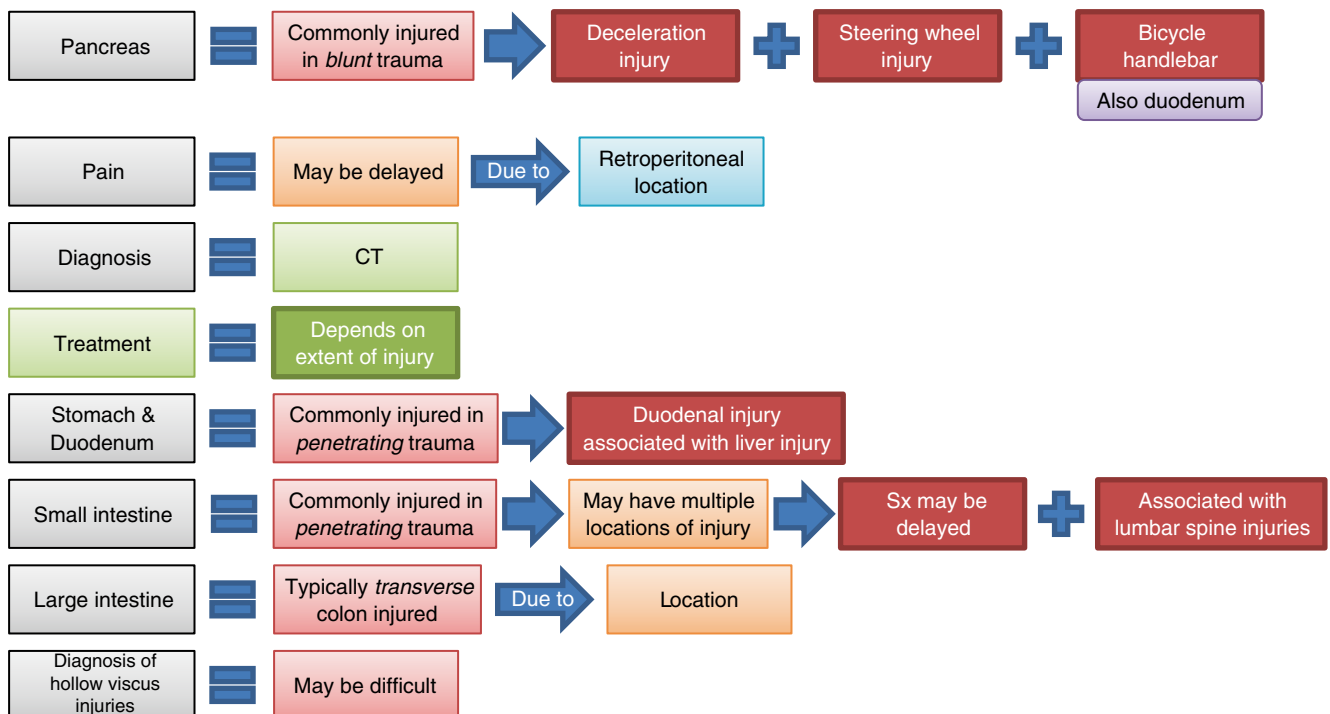 Pancreas
Commonly injured
in blunt trauma
Deceleration
injury
Steering wheel
injury
Bicycle
handlebar
Also duodenum
Pain
May be delayed
Due to
Retroperitoneal
location
Diagnosis
CT
Treatment
Depends on
extent of injury
Stomach &
Duodenum
Commonly injured in
penetrating trauma
Duodenal injury
associated with liver injury
Small intestine
Commonly injured in
penetrating trauma
May have multiple
locations of injury
Sx may be
delayed
Associated with
lumbar spine injuries
Large intestine
Typically transverse
colon injured
Due to
Location
Diagnosis of
hollow viscus
injuries
May be difficult